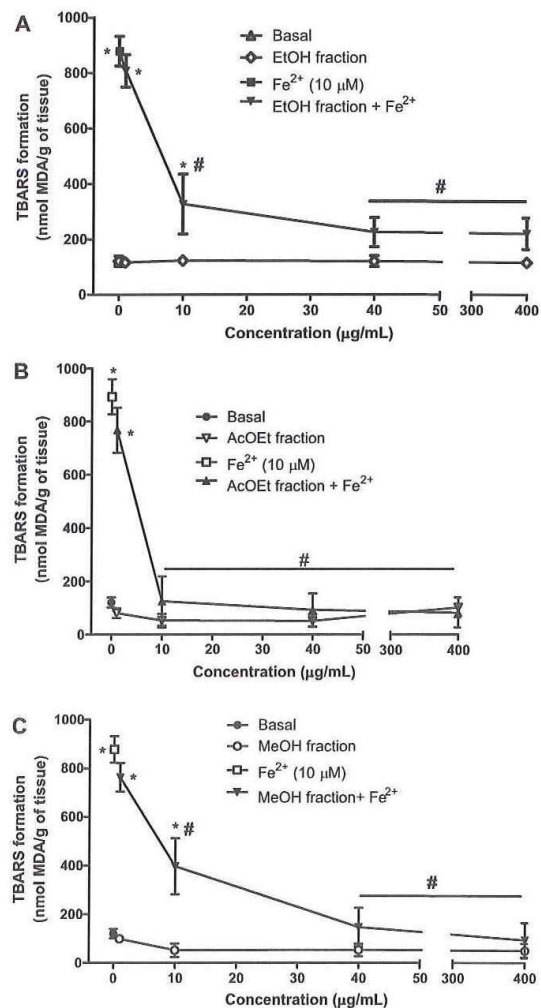 A
TBARS formation
(nmol MDA/g of tissue)
1000
800
600
400
200
0
* *
* #
#
Basal
EtOH fraction
Fe²⁺ (10 µM)
EtOH fraction + Fe²⁺
0 10 20 30 40 50 300 400
Concentration (µg/mL)
B
TBARS formation
(nmol MDA/g of tissue)
1000
800
600
400
200
0
*
*
#
Basal
AcOEt fraction
Fe²⁺ (10 µM)
AcOEt fraction + Fe²⁺
0 10 20 30 40 50 300 400
Concentration (µg/mL)
C
TBARS formation
(nmol MDA/g of tissue)
1000
800
600
400
200
0
*
*
* #
#
Basal
MeOH fraction
Fe²⁺ (10 µM)
MeOH fraction+ Fe²⁺
0 10 20 30 40 50 300 400
Concentration (µg/mL)